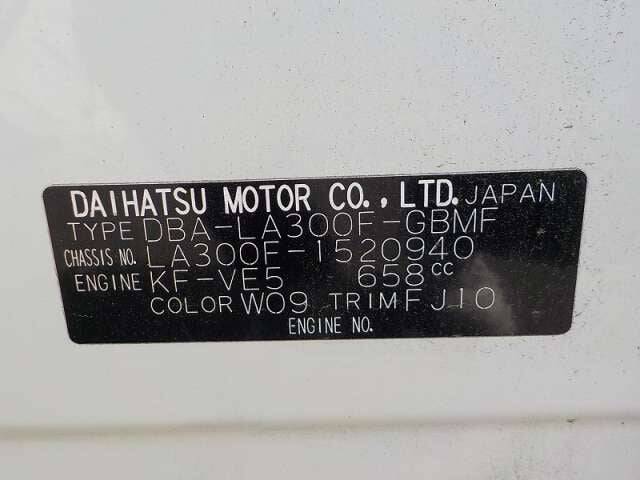 DAIHATSU MOTOR CO., LTD. JAPAN
TYPE DBA-LA300F-GBMF
CHASSIS NO. LA300F-1520940
ENGINE KF-VE5 658cc
COLOR W09 TRIM FJ10
ENGINE NO.